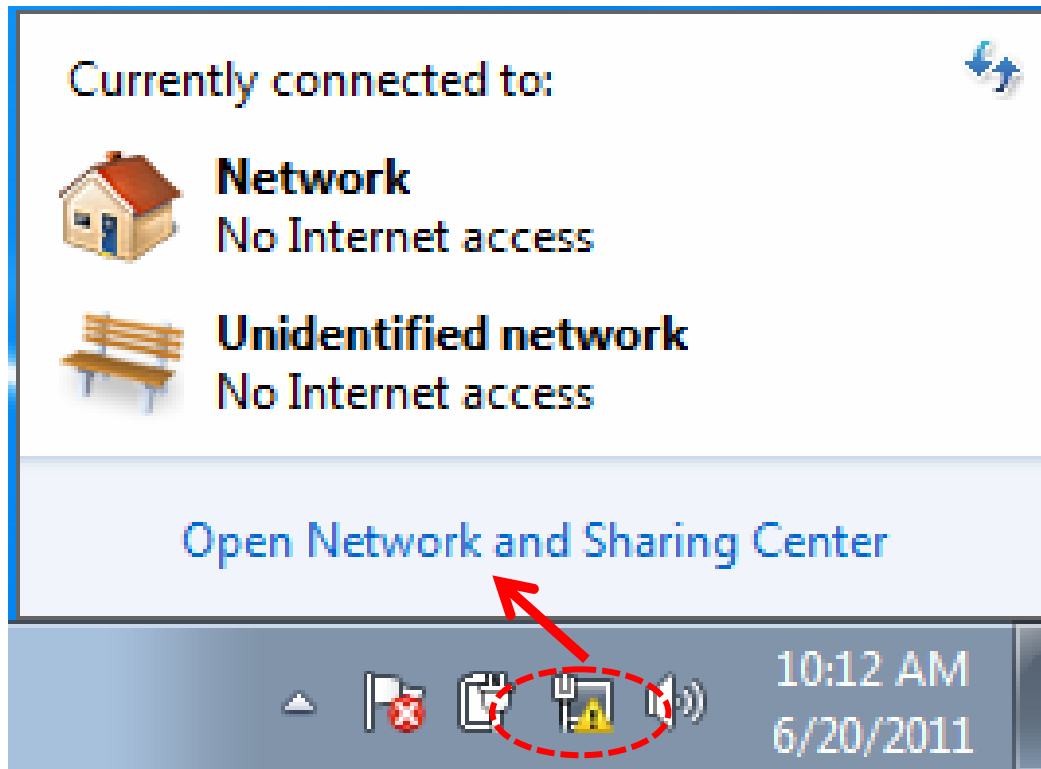 Currently connected to:
Network
No Internet access
Unidentified network
No Internet access
Open Network and Sharing Center
10:12 AM
6/20/2011